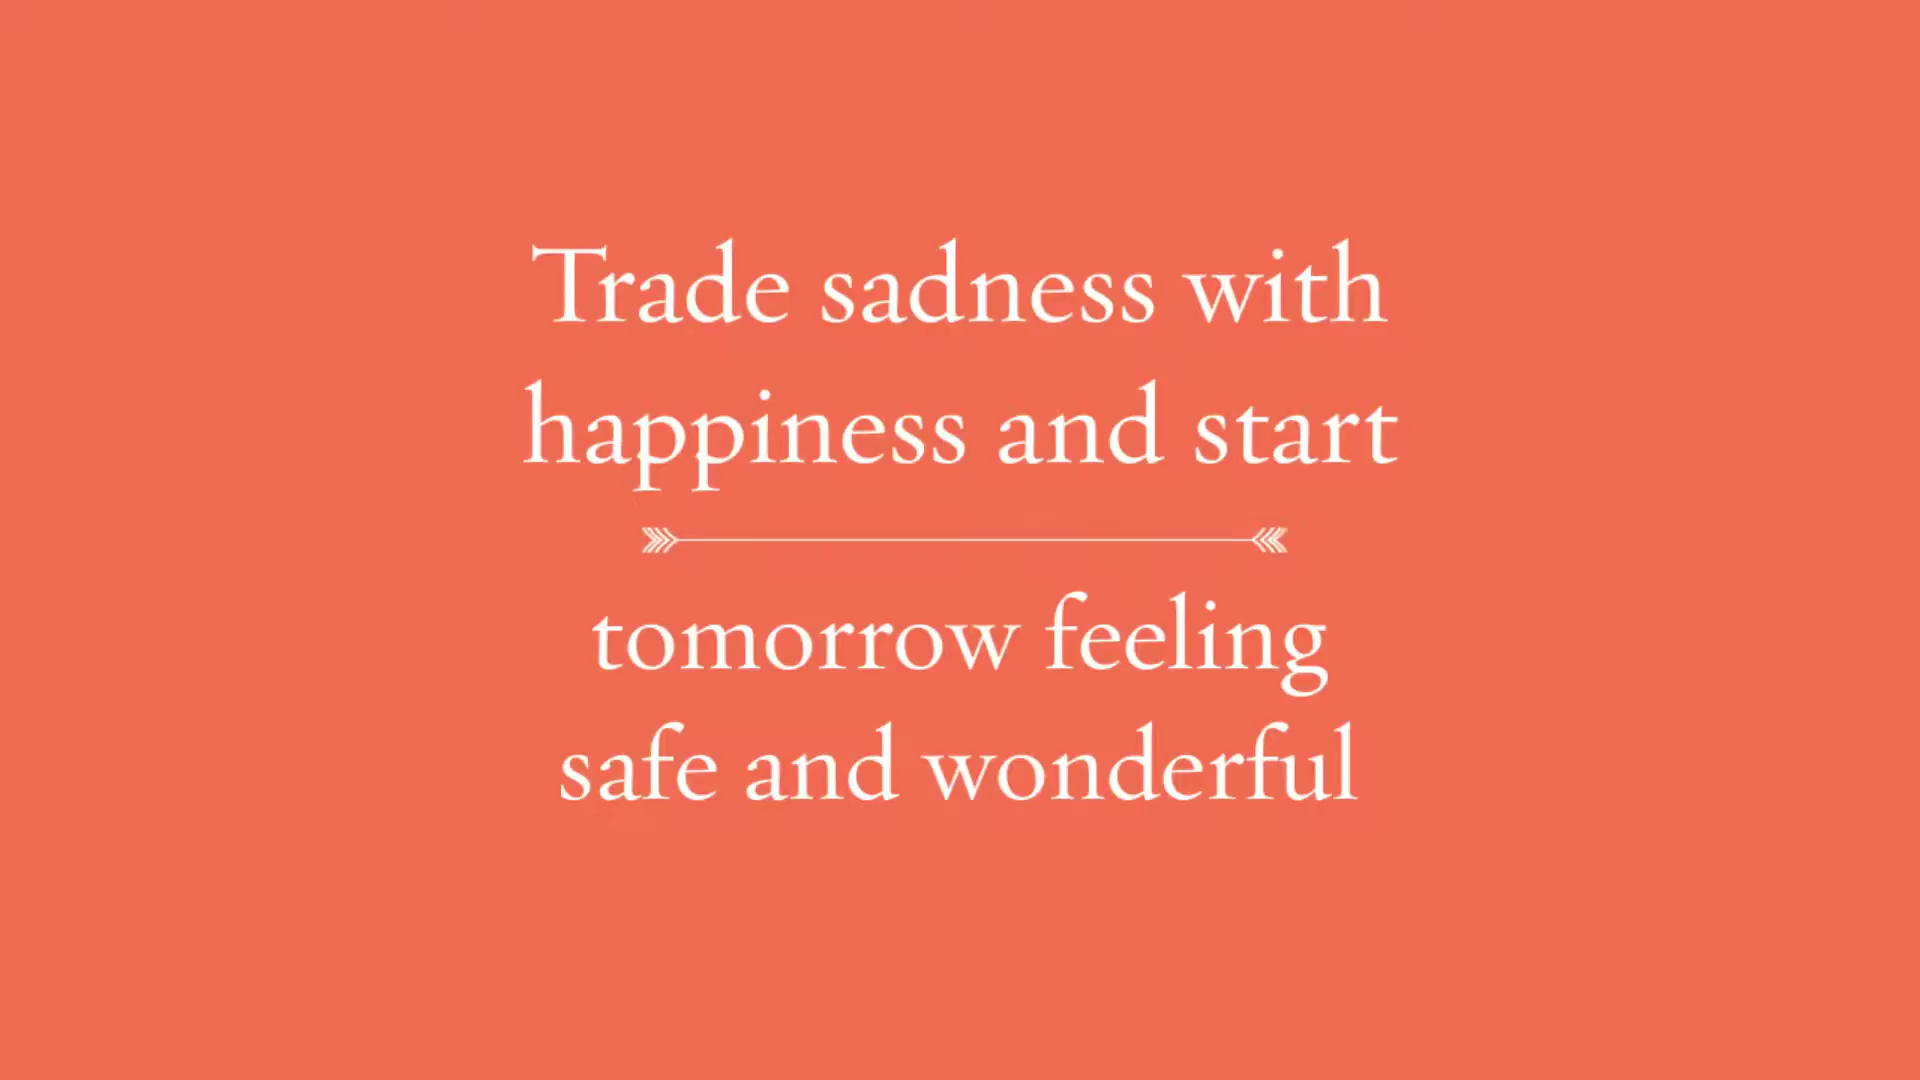 Trade sadness with
happiness and start
tomorrow feeling
safe and wonderful